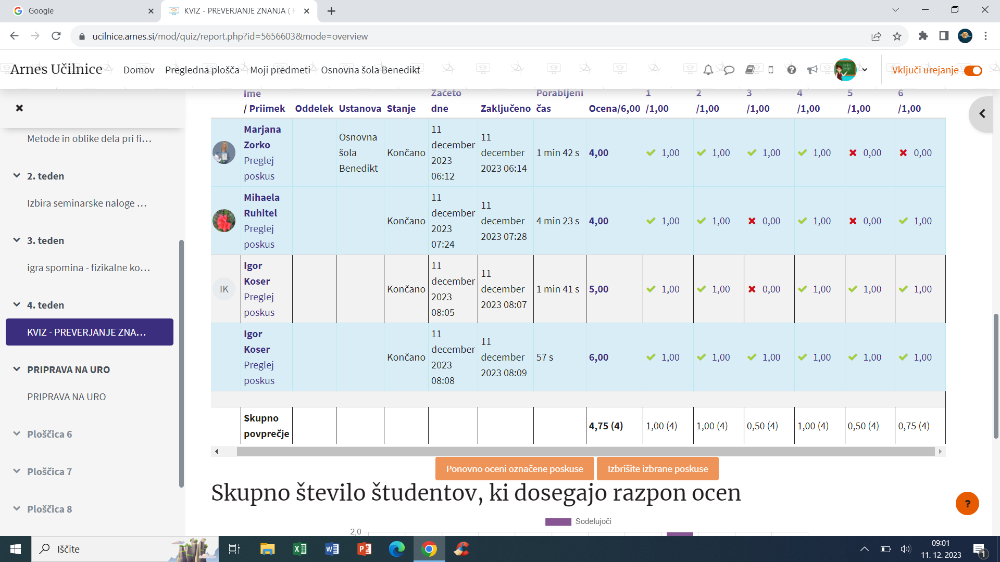 Google
KVIZ - PREVERJANJE ZNANJA ( F
ucilnice.arnes.si/mod/quiz/report.php?id=5656603&mode=overview
Arnes Učilnice
Domov
Pregledna plošča
Moji predmeti
Osnovna šola Benedikt
Vključi urejanje
Metode in oblike dela pri fi...
2. teden
Izbira seminarske naloge ...
3. teden
igra spomina - fizikalne ko...
4. teden
KVIZ - PREVERJANJE ZNA...
PRIPRAVA NA URO
PRIPRAVA NA URO
Ploščica 6
Ploščica 7
Ploščica 8
Ime Začeto Porabljeni 1 2 3 4 5 6
/ Priimek Oddelek Ustanova Stanje dne Zaključeno čas Ocena/6,00 /1,00 /1,00 /1,00 /1,00 /1,00 /1,00
Marjana
Zorko
Preglej
poskus
Osnovna
šola
Benedikt
Končano
11
december
2023
06:12
11
december
2023 06:14
1 min 42 s
4,00
1,00
1,00
1,00
1,00
0,00
0,00
Mihaela
Ruhitel
Preglej
poskus
Končano
11
december
2023
07:24
11
december
2023 07:28
4 min 23 s
4,00
1,00
1,00
0,00
1,00
0,00
1,00
IK
Igor
Koser
Preglej
poskus
Končano
11
december
2023
08:05
11
december
2023 08:07
1 min 41 s
5,00
1,00
1,00
0,00
1,00
1,00
1,00
Igor
Koser
Preglej
poskus
Končano
11
december
2023
08:08
11
december
2023 08:09
57 s
6,00
1,00
1,00
1,00
1,00
1,00
1,00
Skupno
povprečje
4,75 (4)
1,00 (4)
1,00 (4)
0,50 (4)
1,00 (4)
0,50 (4)
0,75 (4)
Ponovno oceni označene poskuse
Izbrišite izbrane poskuse
Skupno število študentov, ki dosegajo razpon ocen
Sodelujoči
2,0
?
Iščite
09:01
11. 12. 2023
1